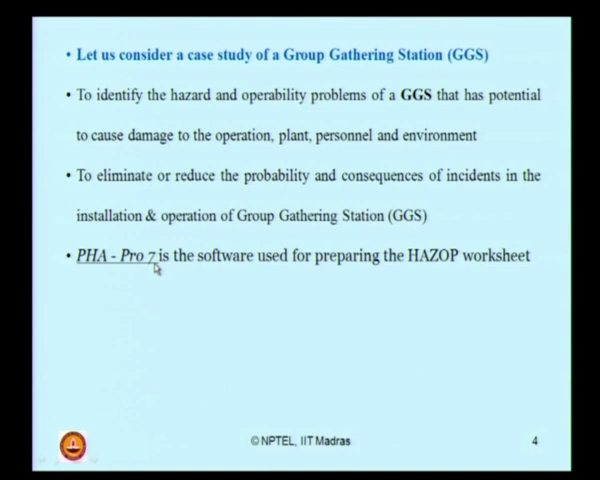 • Let us consider a case study of a Group Gathering Station (GGS)
• To identify the hazard and operability problems of a GGS that has potential
to cause damage to the operation, plant, personnel and environment
• To eliminate or reduce the probability and consequences of incidents in the
installation & operation of Group Gathering Station (GGS)
• PHA - Pro 7 is the software used for preparing the HAZOP worksheet
© NPTEL, IIT Madras
4